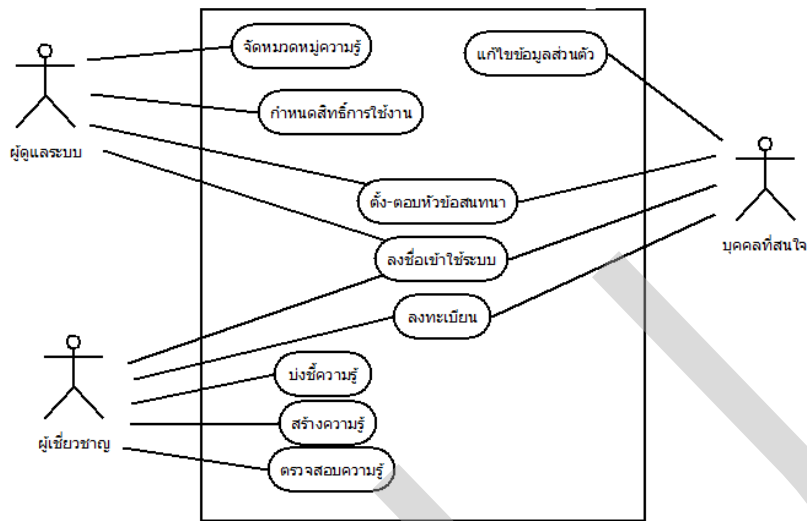 จัดหมวดหมู่ความรู้
แก้ไขข้อมูลส่วนตัว
กำหนดสิทธิ์การใช้งาน
ผู้ดูแลระบบ
ตั้ง-ตอบหัวข้อสนทนา
บุคคลที่สนใจ
ลงชื่อเข้าใช้ระบบ
ลงทะเบียน
บ่งชี้ความรู้
สร้างความรู้
ผู้เชี่ยวชาญ
ตรวจสอบความรู้